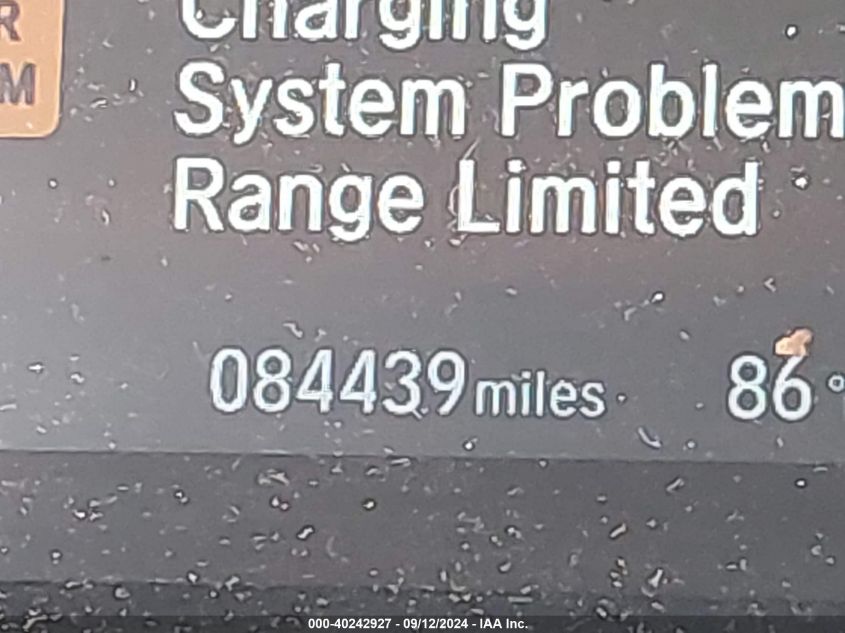 R
M
Charging
System Problem
Range Limited
084439 miles 86 °
000-40242927 - 09/12/2024 - IAA Inc.